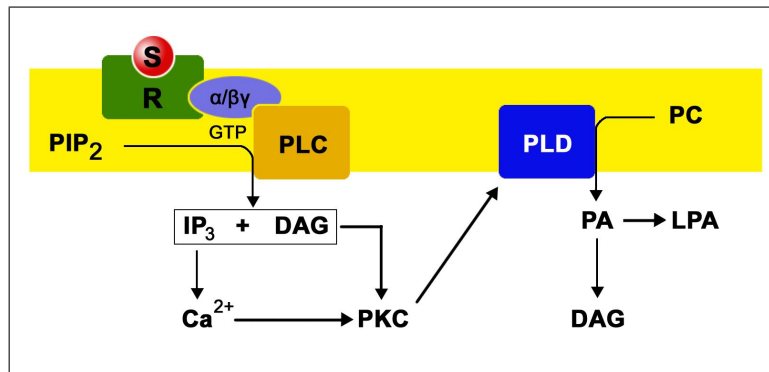 S
R
α/βγ
GTP
PIP2
PLC
PLD
PC
IP3 + DAG
PA
LPA
Ca2+
PKC
DAG